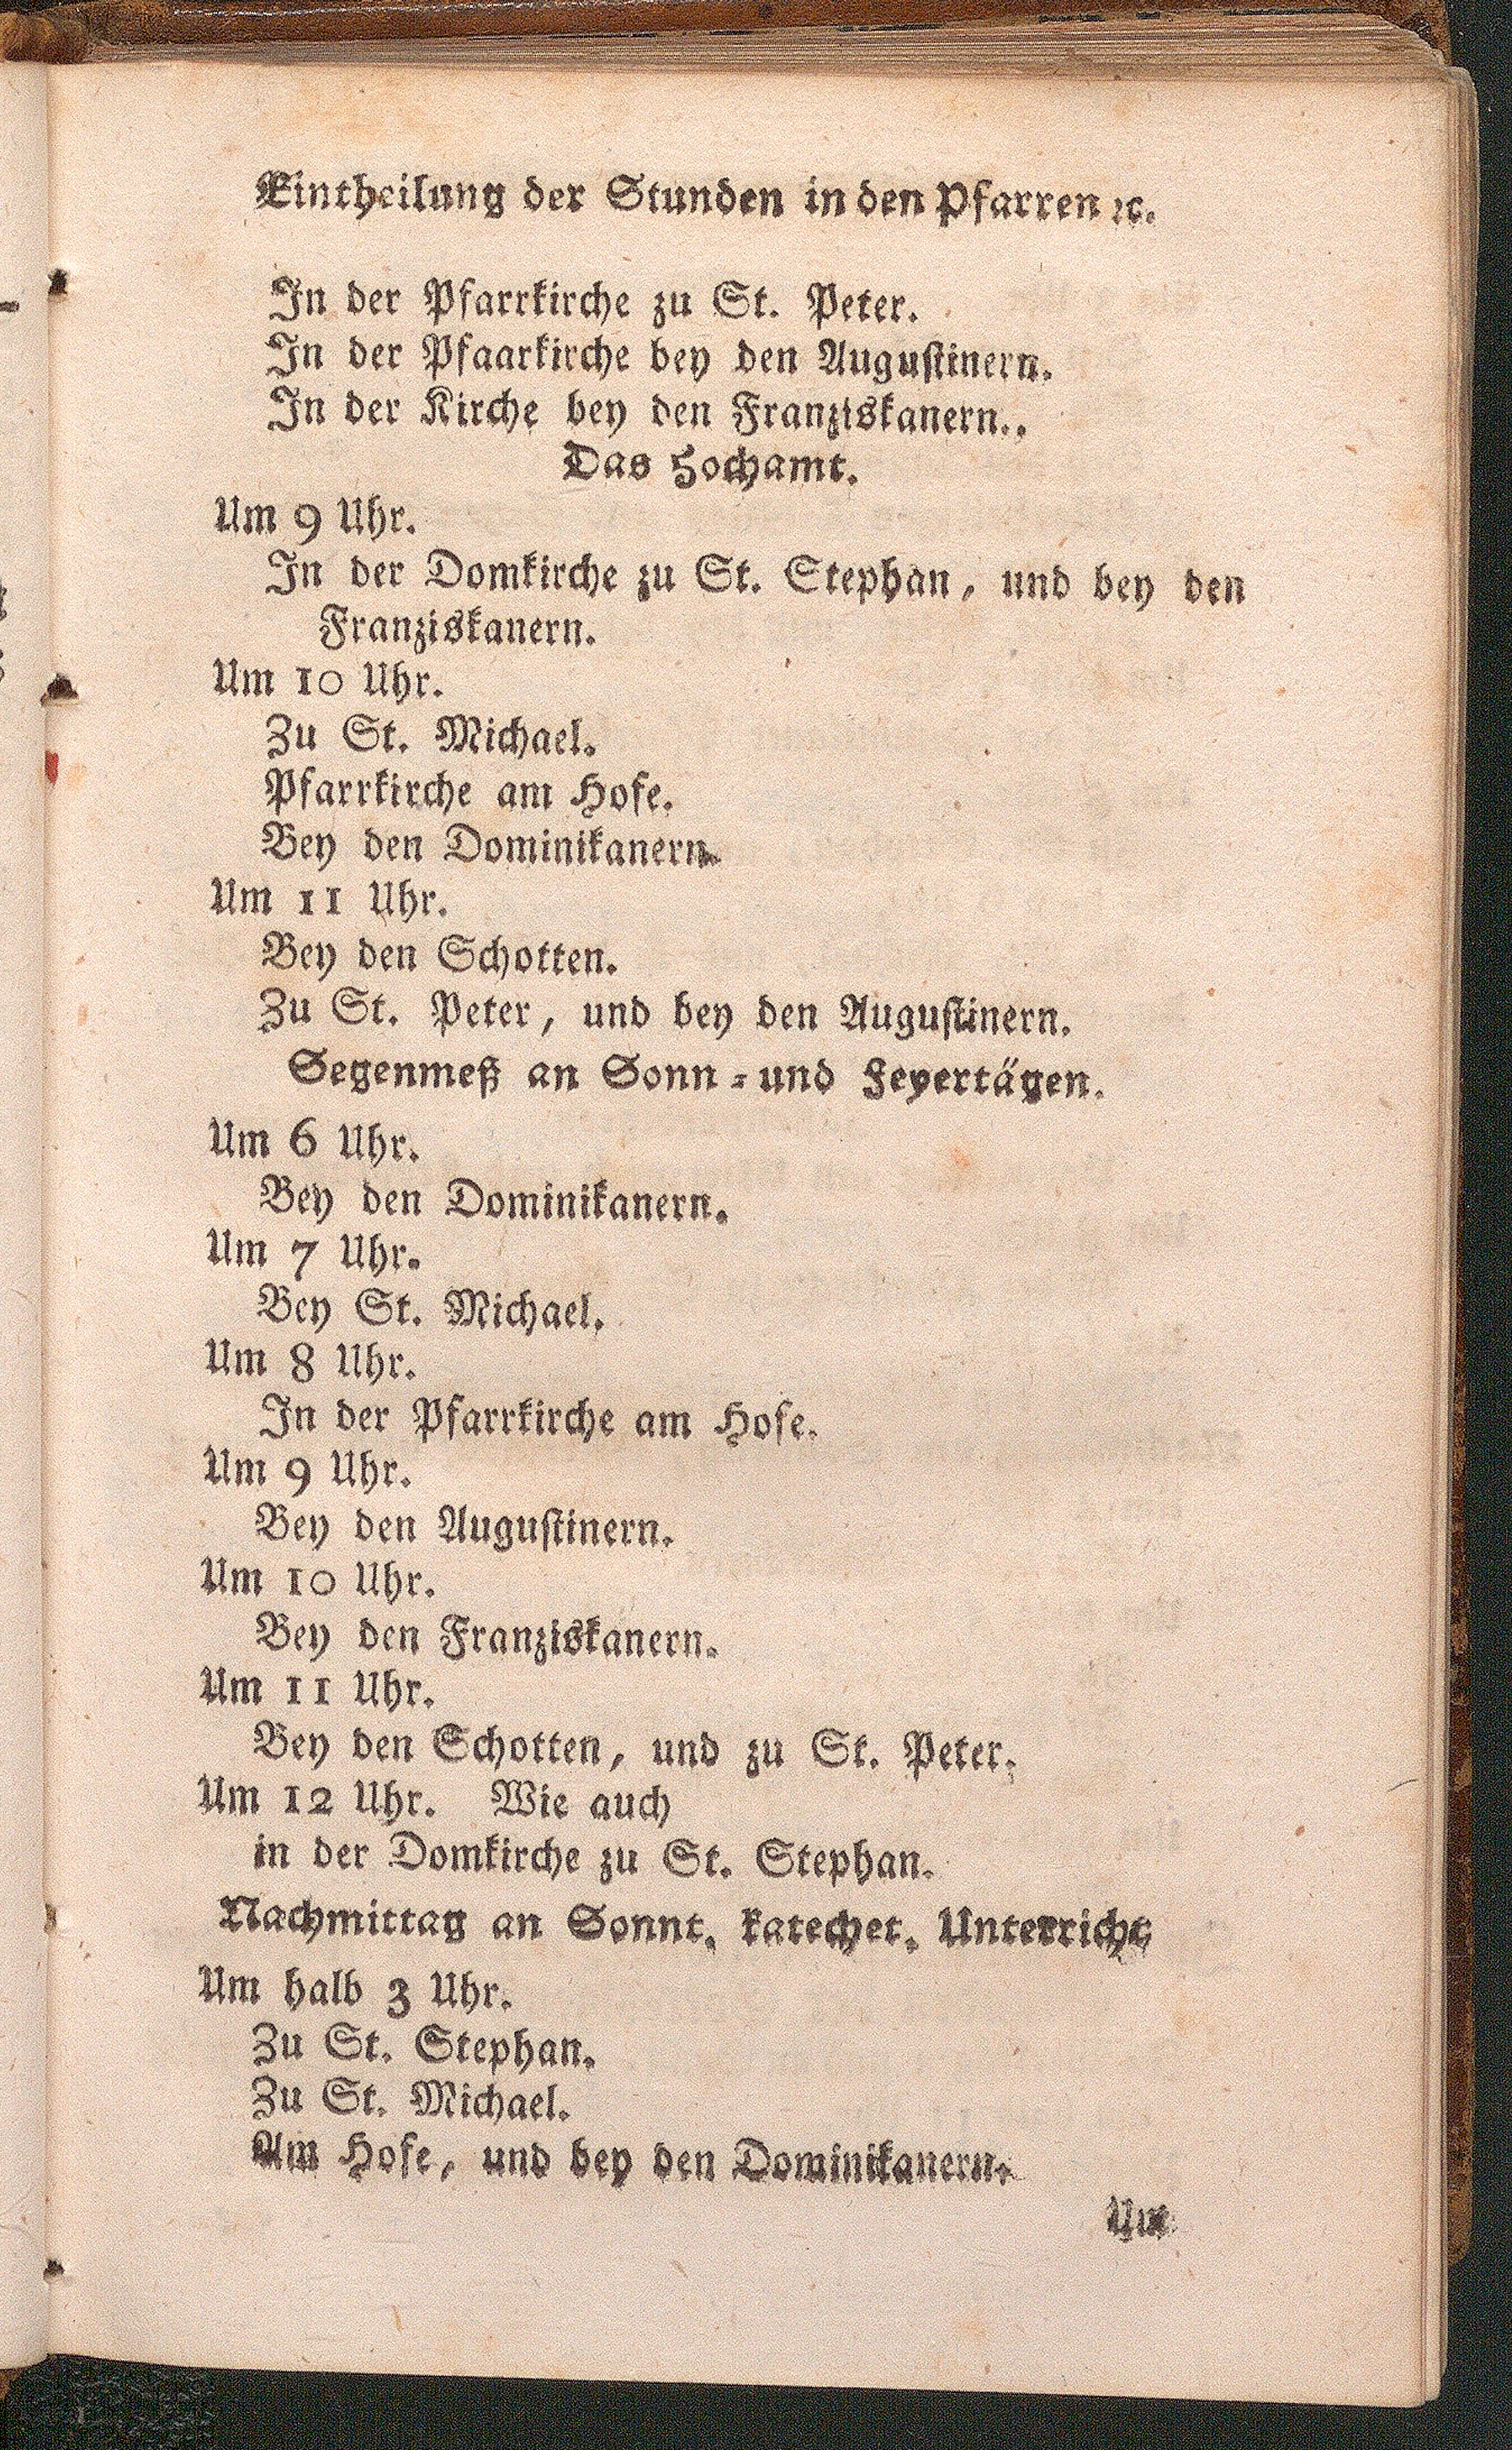 Eintheilung der Stunden in den Pfarren ꝛc.
In der Pfarrkirche zu St. Peter.
In der Pfaarkirche bey den Augustinern.
In der Kirche bey den Franziskanern..
Das Hochamt.
Um 9 Uhr.
In der Domkirche zu St. Stephan, und bey den
Franziskanern.
Um 10 Uhr.
Zu St. Michael.
Pfarrkirche am Hofe.
Bey den Dominikanern.
Um 11 Uhr.
Bey den Schotten.
Zu St. Peter, und bey den Augustinern.
Segenmeß an Sonn- und Feyertägen.
Um 6 Uhr.
Bey den Dominikanern.
Um 7 Uhr.
Bey St. Michael.
Um 8 Uhr.
In der Pfarrkirche am Hofe.
Um 9 Uhr.
Bey den Augustinern.
Um 10 Uhr.
Bey den Franziskanern.
Um 11 Uhr.
Bey den Schotten, und zu St. Peter.
Um 12 Uhr. Wie auch
in der Domkirche zu St. Stephan.
Nachmittag an Sonnt. katechet. Unterricht
Um halb 3 Uhr.
Zu St. Stephan.
Zu St. Michael.
Am Hofe, und bey den Dominikanern.
Um